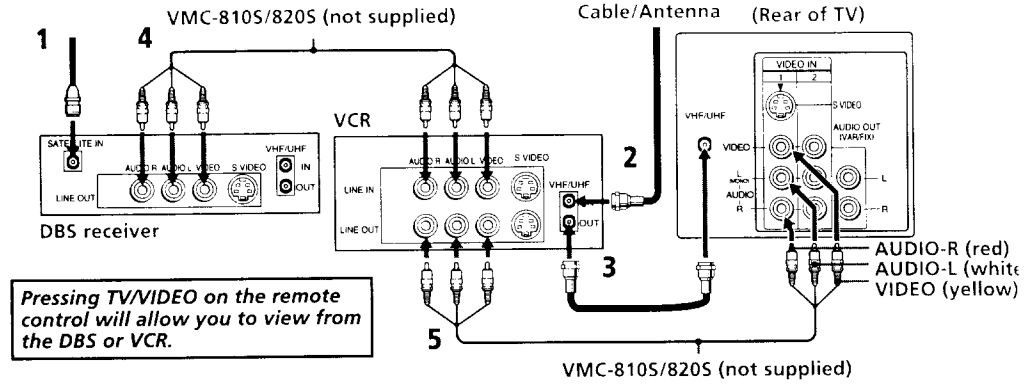 VMC-810S/820S (not supplied)
Cable/Antenna
(Rear of TV)
1
4
VIDEO IN
1 2
S VIDEO
VHF/UHF
AUDIO OUT
(VAR/FIX)
VIDEO
L
(MONO)
AUDIO
R
L
R
SATELLITE IN
AUDIO R AUDIO L VIDEO S VIDEO
VHF/UHF
IN
OUT
LINE OUT
DBS receiver
VCR
AUDIO R AUDIO L VIDEO S VIDEO
LINE IN
LINE OUT
VHF/UHF
IN
OUT
2
3
AUDIO-R (red)
AUDIO-L (white
VIDEO (yellow)
Pressing TV/VIDEO on the remote
control will allow you to view from
the DBS or VCR.
5
VMC-810S/820S (not supplied)